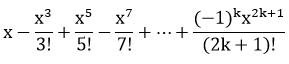 x − x³/3! + x⁵/5! − x⁷/7! + ⋯ + (−1)ᵏx²ᵏ⁺¹/(2k + 1)!